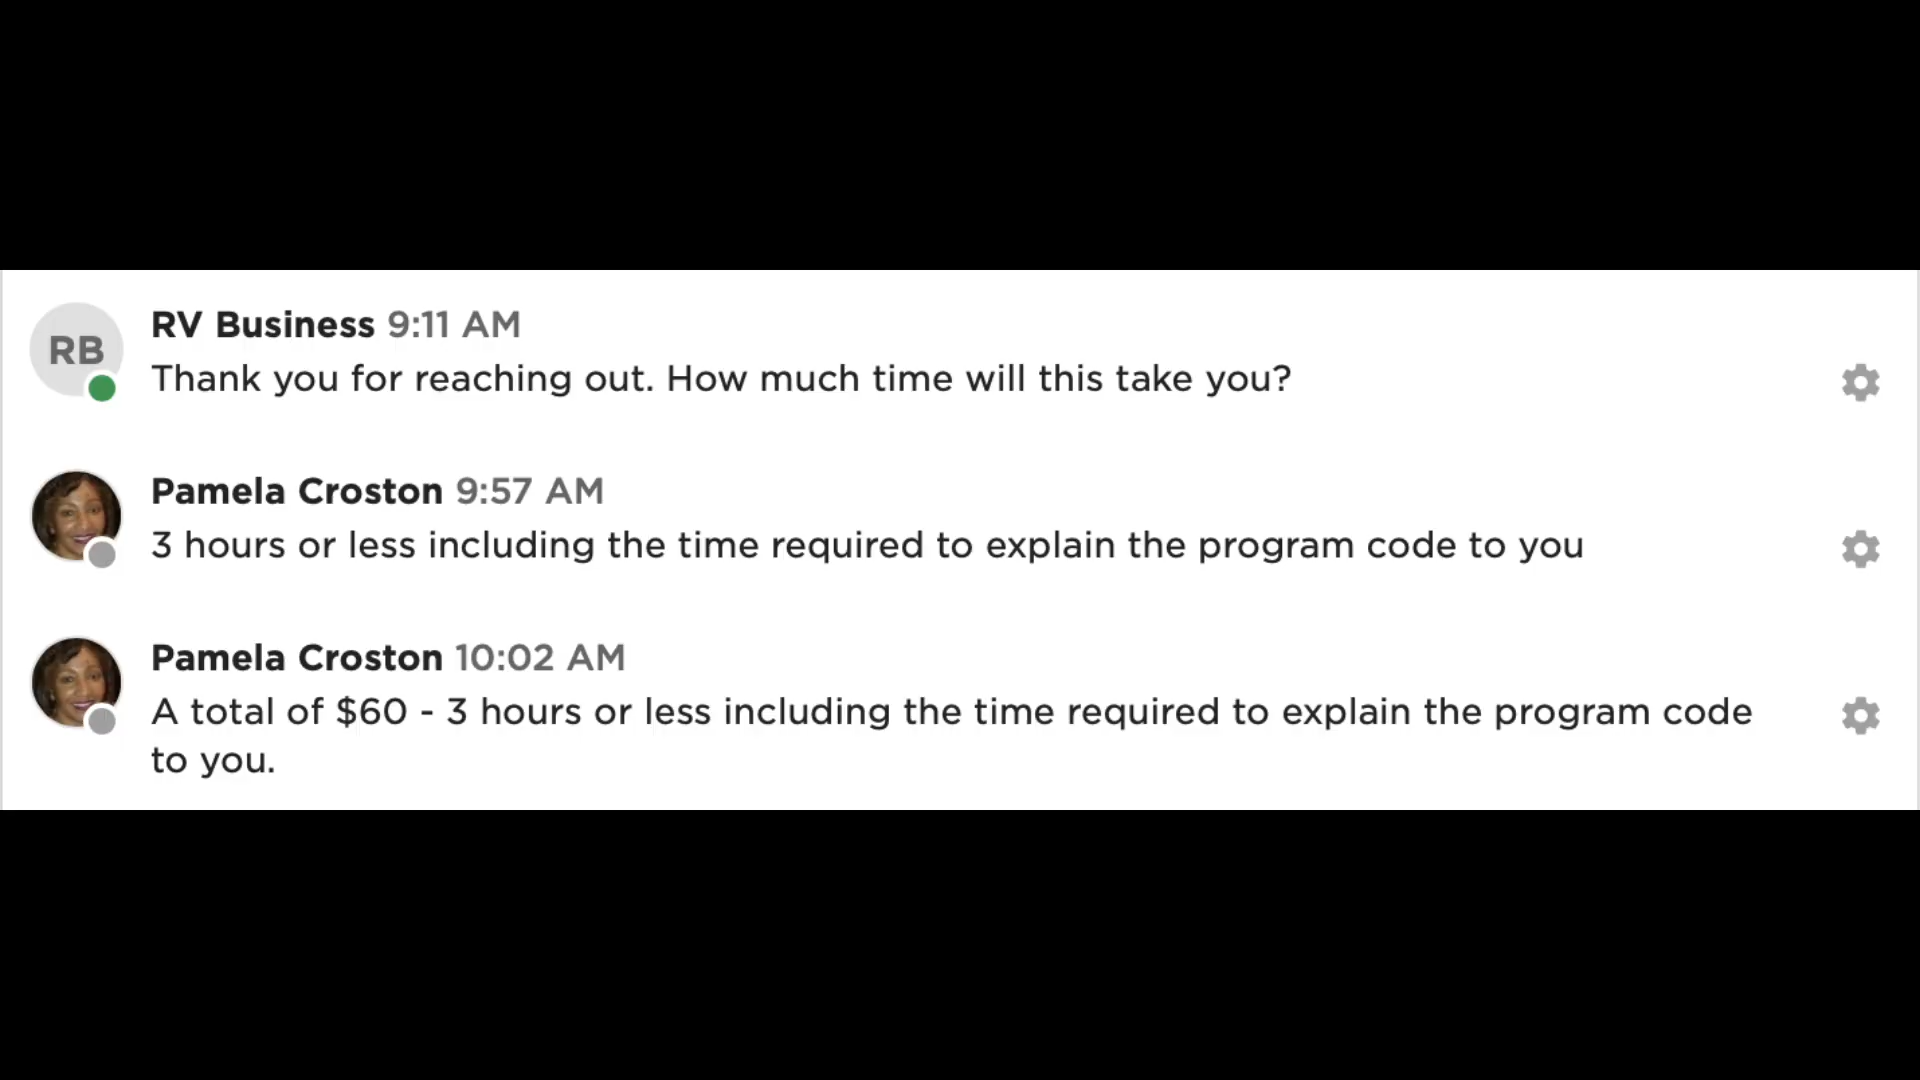 RV Business 9:11 AM
RB
Thank you for reaching out. How much time will this take you?
Pamela Croston 9:57 AM
3 hours or less including the time required to explain the program code to you
Pamela Croston 10:02 AM
A total of $60 - 3 hours or less including the time required to explain the program code
to you.